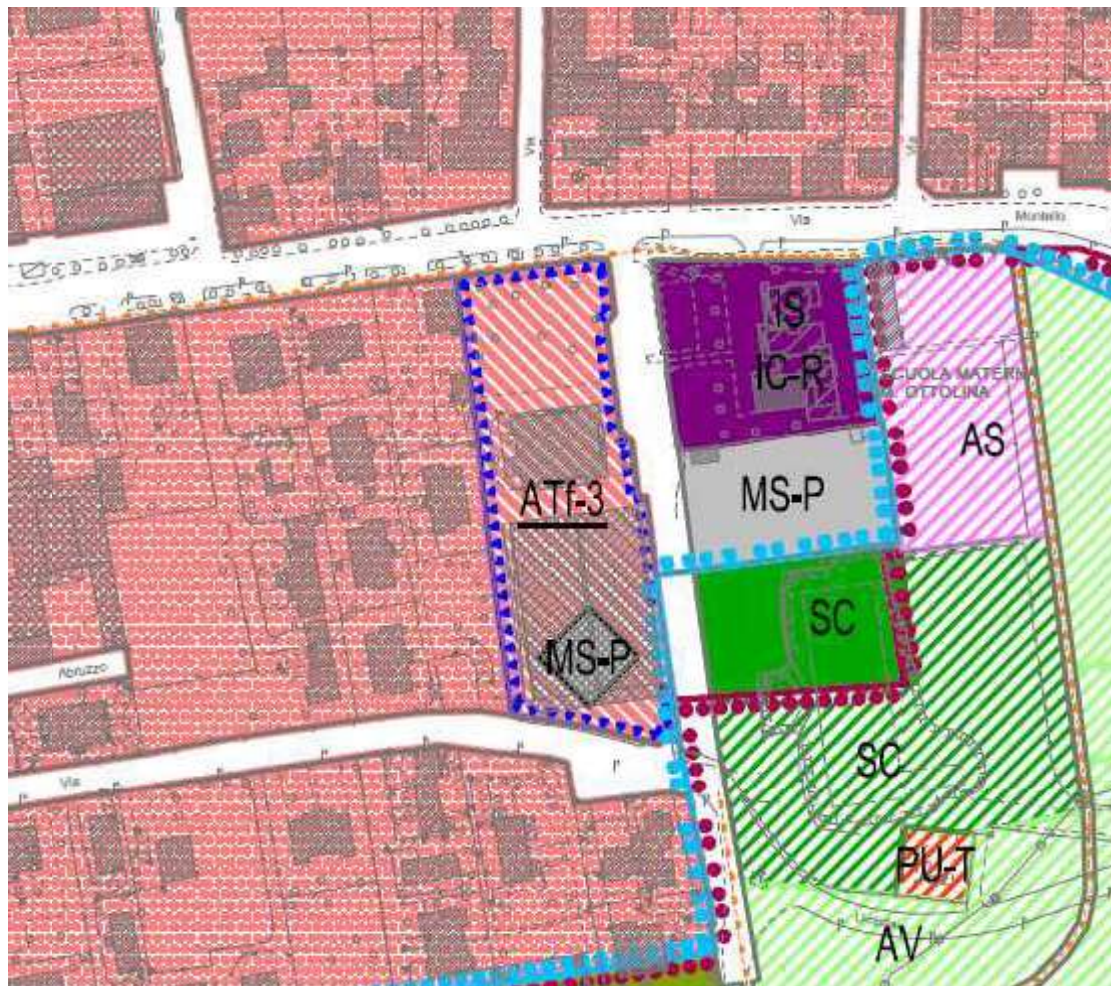 Via
Via
Via
Montello
IS
IC-R
SCUOLA MATERNA
M. OTTOLINA
AS
ATf-3
MS-P
SC
MS-P
Abruzzo
Via
SC
PU-T
AV